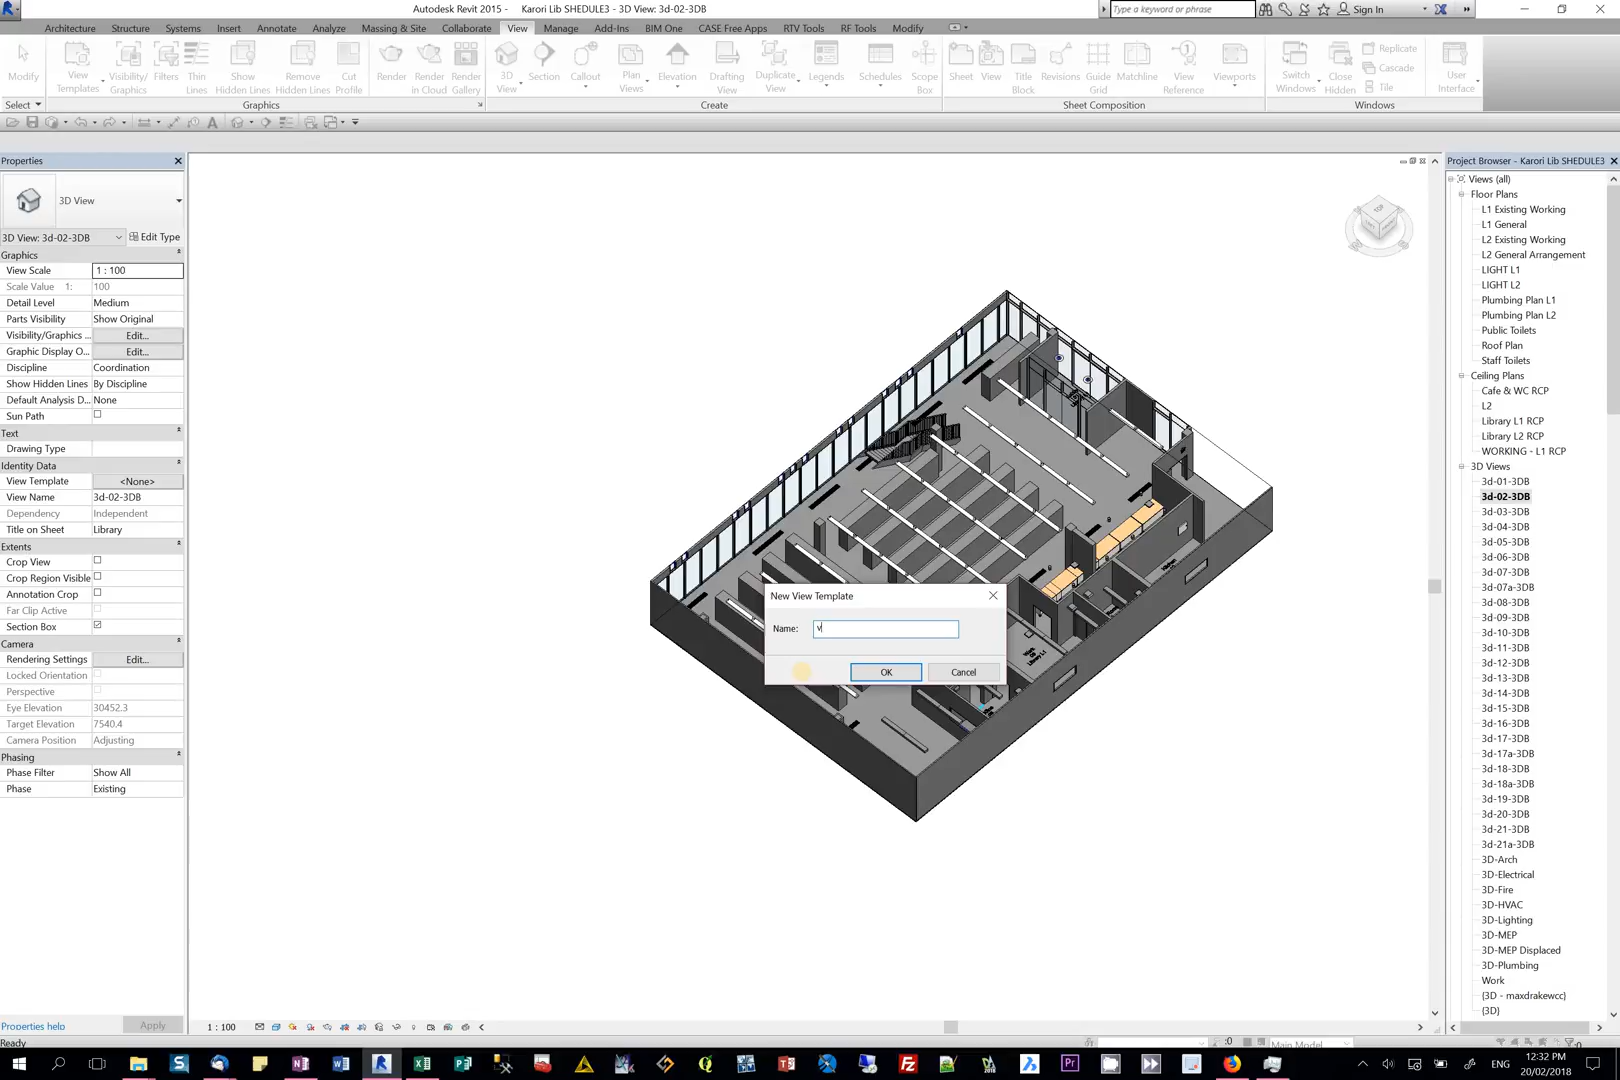 Autodesk Revit 2015 - Karori Lib SHEDULE3 - 3D View: 3d-02-3DB
Type a keyword or phrase
Sign In
Architecture Structure Systems Insert Annotate Analyze Massing & Site Collaborate View Manage Add-Ins BIM One CASE Free Apps RTV Tools RF Tools Modify
Modify
View Templates
Visibility/ Graphics
Filters
Thin Lines
Show Hidden Lines
Remove Hidden Lines
Cut Profile
Render
Render in Cloud
Render Gallery
3D View
Section
Callout
Plan Views
Elevation
Drafting View
Duplicate View
Legends
Schedules
Scope Box
Sheet
View
Title Block
Revisions
Guide Grid
Matchline
View Reference
Viewports
Switch Windows
Close Hidden
Replicate
Cascade
Tile
User Interface
Select
Graphics
Create
Sheet Composition
Windows
Properties
3D View
3D View: 3d-02-3DB
Edit Type
Graphics
View Scale 1 : 100
Scale Value 1: 100
Detail Level Medium
Parts Visibility Show Original
Visibility/Graphics ... Edit...
Graphic Display O... Edit...
Discipline Coordination
Show Hidden Lines By Discipline
Default Analysis D... None
Sun Path
Text
Drawing Type
Identity Data
View Template <None>
View Name 3d-02-3DB
Dependency Independent
Title on Sheet Library
Extents
Crop View
Crop Region Visible
Annotation Crop
Far Clip Active
Section Box
Camera
Rendering Settings Edit...
Locked Orientation
Perspective
Eye Elevation 30452.3
Target Elevation 7540.4
Camera Position Adjusting
Phasing
Phase Filter Show All
Phase Existing
Properties help
Apply
TOP
New View Template
Name: v
OK
Cancel
Project Browser - Karori Lib SHEDULE3
Views (all)
Floor Plans
L1 Existing Working
L1 General
L2 Existing Working
L2 General Arrangement
LIGHT L1
LIGHT L2
Plumbing Plan L1
Plumbing Plan L2
Public Toilets
Roof Plan
Staff Toilets
Ceiling Plans
Cafe & WC RCP
L2
Library L1 RCP
Library L2 RCP
WORKING - L1 RCP
3D Views
3d-01-3DB
3d-02-3DB
3d-03-3DB
3d-04-3DB
3d-05-3DB
3d-06-3DB
3d-07-3DB
3d-07a-3DB
3d-08-3DB
3d-09-3DB
3d-10-3DB
3d-11-3DB
3d-12-3DB
3d-13-3DB
3d-14-3DB
3d-15-3DB
3d-16-3DB
3d-17-3DB
3d-17a-3DB
3d-18-3DB
3d-18a-3DB
3d-19-3DB
3d-20-3DB
3d-21-3DB
3d-21a-3DB
3D-Arch
3D-Electrical
3D-Fire
3D-HVAC
3D-Lighting
3D-MEP
3D-MEP Displaced
3D-Plumbing
Work
{3D - maxdrakewcc}
{3D}
1 : 100
Ready
:0
Main Model
:0
ENG
12:32 PM
20/02/2018